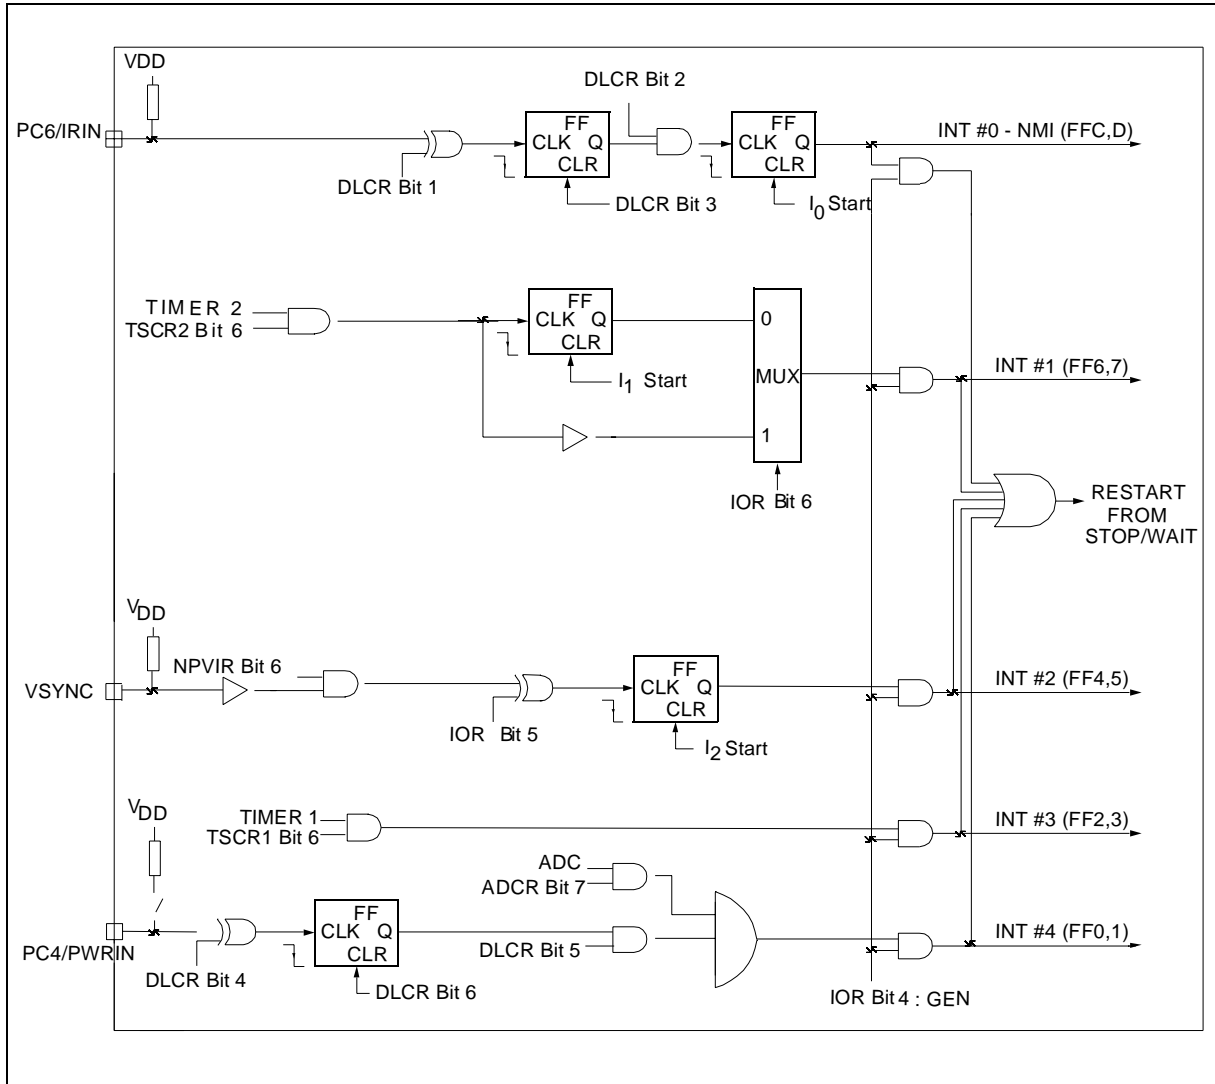 VDD
PC6/IRIN
DLCR Bit 1
FF
CLK Q
CLR
DLCR Bit 3
DLCR Bit 2
FF
CLK Q
CLR
I0 Start
INT #0 - NMI (FFC,D)
TIMER 2
TSCR2 Bit 6
FF
CLK Q
CLR
I1 Start
0
MUX
1
IOR Bit 6
INT #1 (FF6,7)
RESTART
FROM
STOP/WAIT
VDD
VSYNC
NPVIR Bit 6
IOR Bit 5
FF
CLK Q
CLR
I2 Start
INT #2 (FF4,5)
VDD
TIMER 1
TSCR1 Bit 6
INT #3 (FF2,3)
ADC
ADCR Bit 7
PC4/PWRIN
DLCR Bit 4
FF
CLK Q
CLR
DLCR Bit 6
DLCR Bit 5
INT #4 (FF0,1)
IOR Bit 4 : GEN